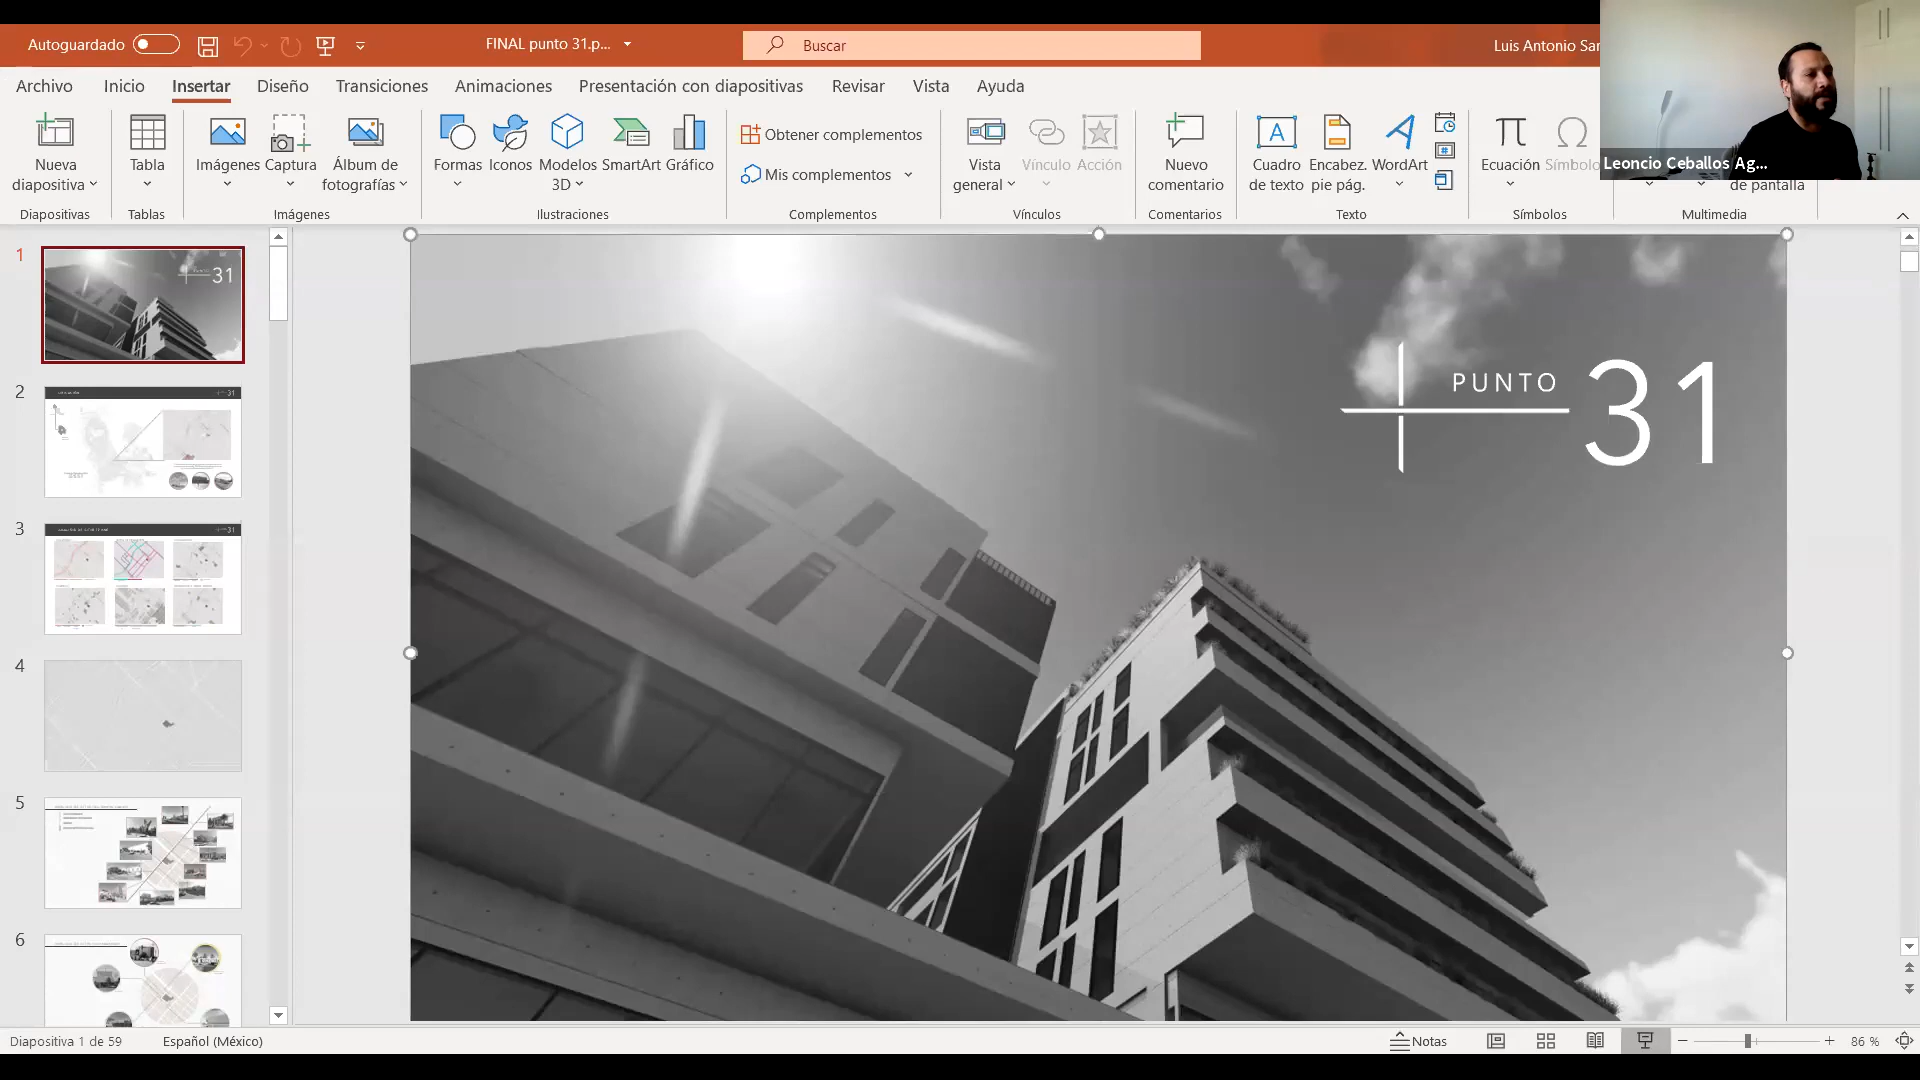 Autoguardado
FINAL punto 31.p...
Buscar
Luis Antonio Sar
Archivo
Inicio
Insertar
Diseño
Transiciones
Animaciones
Presentación con diapositivas
Revisar
Vista
Ayuda
Nueva
diapositiva
Tabla
Imágenes
Captura
Álbum de
fotografías
Formas
Iconos
Modelos
3D
SmartArt
Gráfico
Obtener complementos
Mis complementos
Vista
general
Vínculo
Acción
Nuevo
comentario
Cuadro
de texto
Encabez.
pie pág.
WordArt
Ecuación
Símbolo
de pantalla
Leoncio Ceballos Ag...
Diapositivas
Tablas
Imágenes
Ilustraciones
Complementos
Vínculos
Comentarios
Texto
Símbolos
Multimedia
1
31
2
31
3
31
4
5
6
PUNTO
31
Diapositiva 1 de 59
Español (México)
Notas
86 %